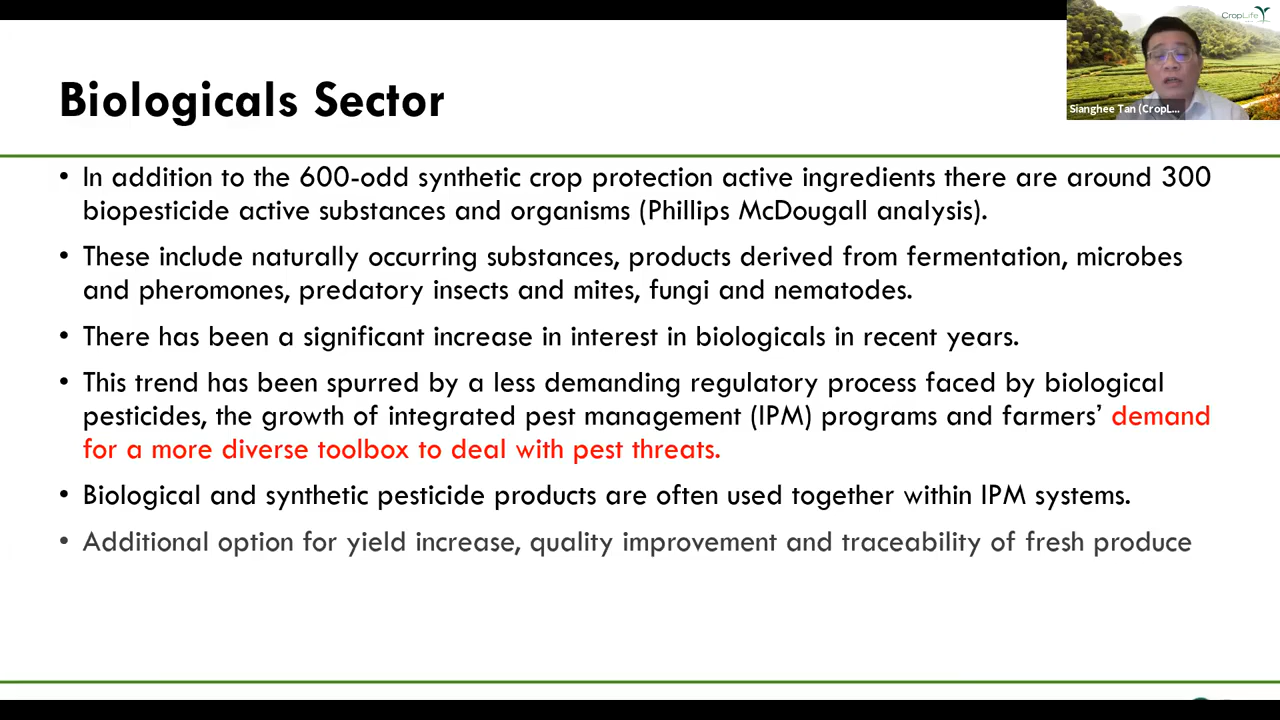 CropLife
Sianghee Tan (CropL...
Biologicals Sector
• In addition to the 600-odd synthetic crop protection active ingredients there are around 300
biopesticide active substances and organisms (Phillips McDougall analysis).
• These include naturally occurring substances, products derived from fermentation, microbes
and pheromones, predatory insects and mites, fungi and nematodes.
• There has been a significant increase in interest in biologicals in recent years.
• This trend has been spurred by a less demanding regulatory process faced by biological
pesticides, the growth of integrated pest management (IPM) programs and farmers’ demand
for a more diverse toolbox to deal with pest threats.
• Biological and synthetic pesticide products are often used together within IPM systems.
• Additional option for yield increase, quality improvement and traceability of fresh produce